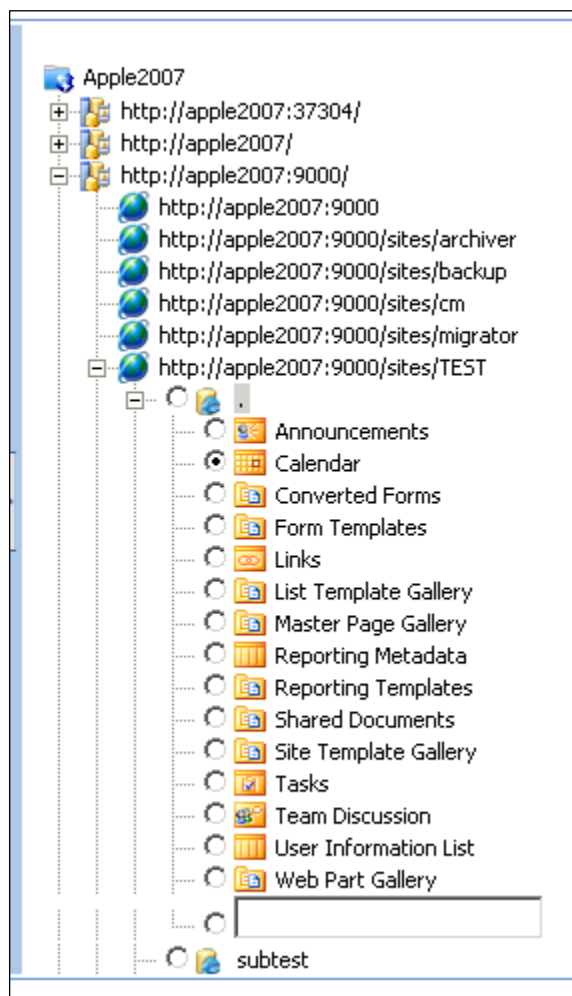 Apple2007
http://apple2007:37304/
http://apple2007/
http://apple2007:9000/
http://apple2007:9000
http://apple2007:9000/sites/archiver
http://apple2007:9000/sites/backup
http://apple2007:9000/sites/cm
http://apple2007:9000/sites/migrator
http://apple2007:9000/sites/TEST
.
Announcements
Calendar
Converted Forms
Form Templates
Links
List Template Gallery
Master Page Gallery
Reporting Metadata
Reporting Templates
Shared Documents
Site Template Gallery
Tasks
Team Discussion
User Information List
Web Part Gallery
subtest